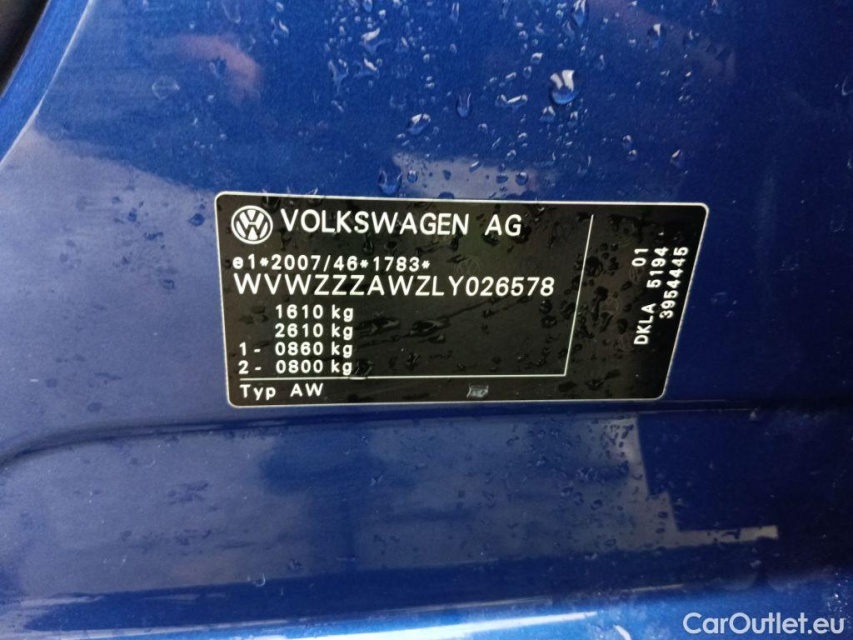 VOLKSWAGEN AG
e1*2007/46*1783*
WVWZZZAWZLY026578
1610 kg
2610 kg
1- 0860 kg
2- 0800 kg
Typ AW
DKLA 5194 01
3954445
CarOutlet.eu